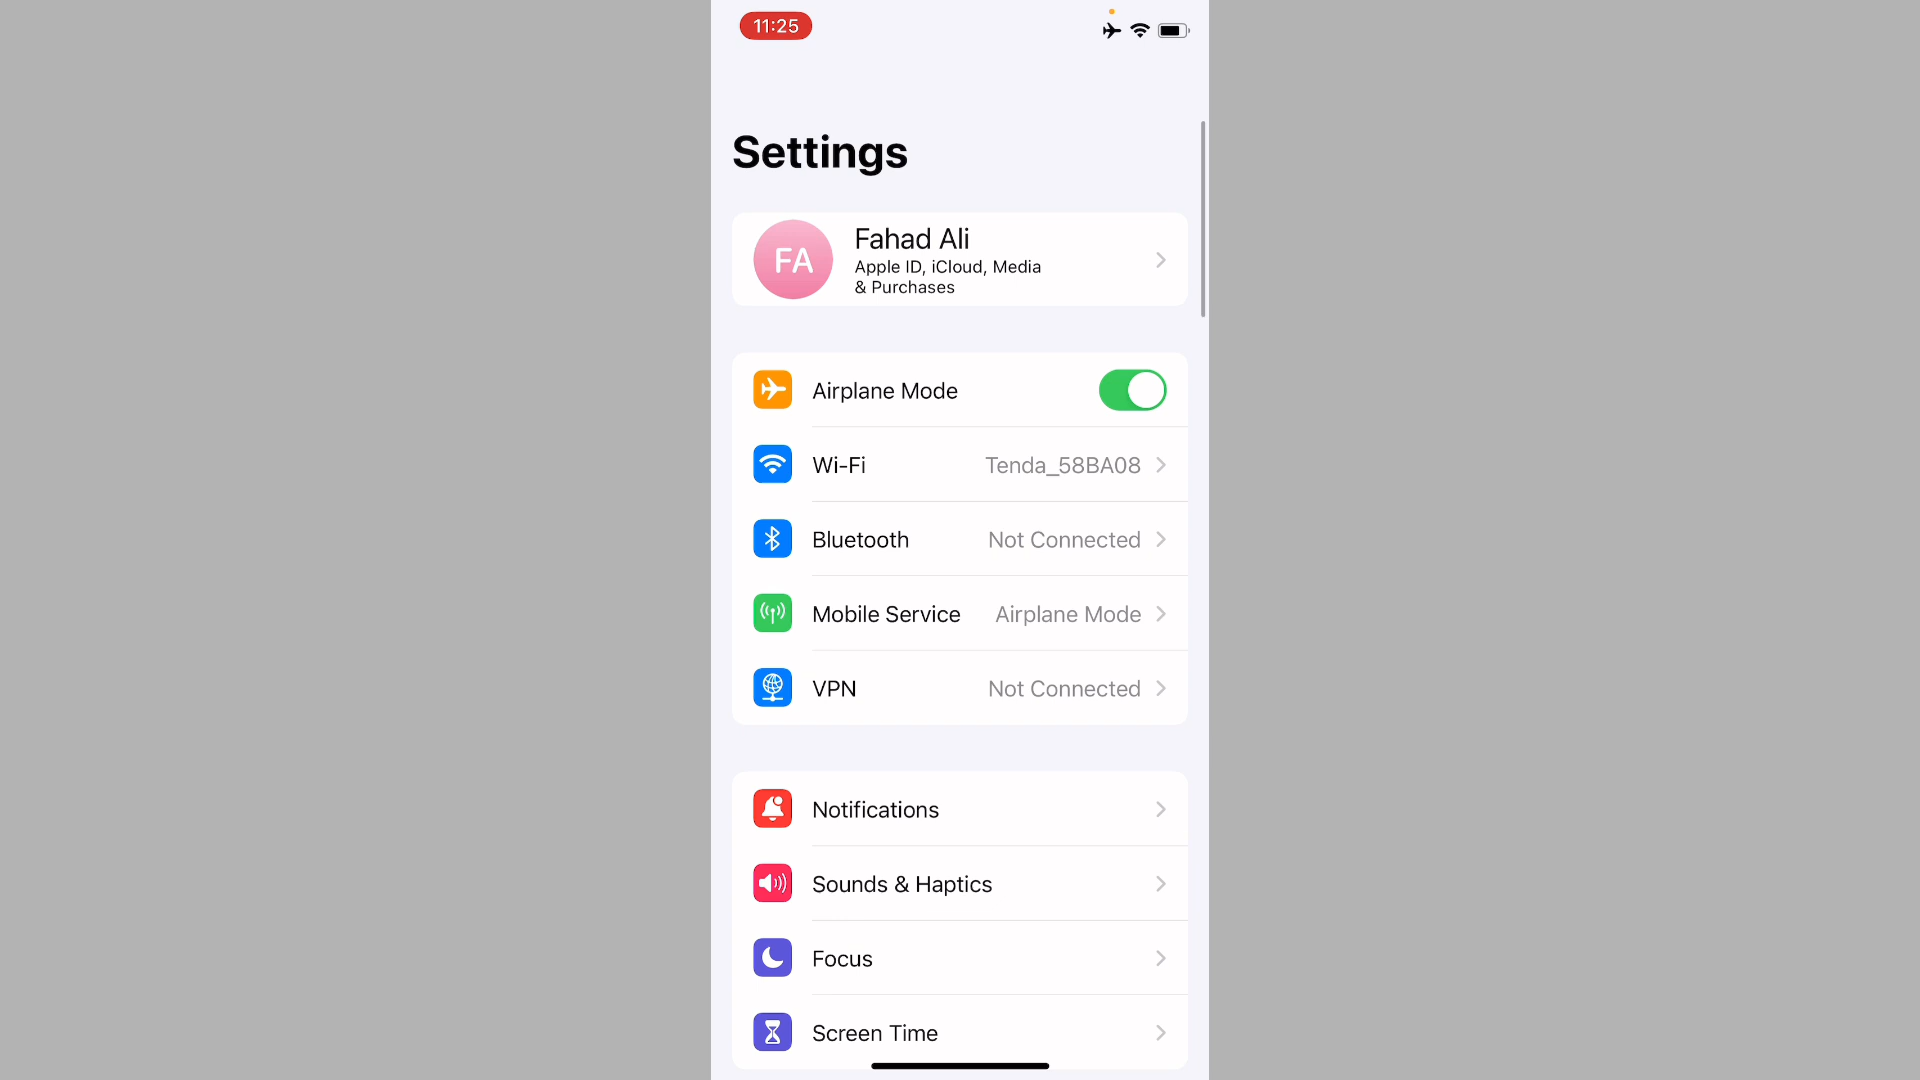 11:25
Settings
FA
Fahad Ali
Apple ID, iCloud, Media
& Purchases
Airplane Mode
Wi-Fi Tenda_58BA08
Bluetooth Not Connected
Mobile Service Airplane Mode
VPN Not Connected
Notifications
Sounds & Haptics
Focus
Screen Time